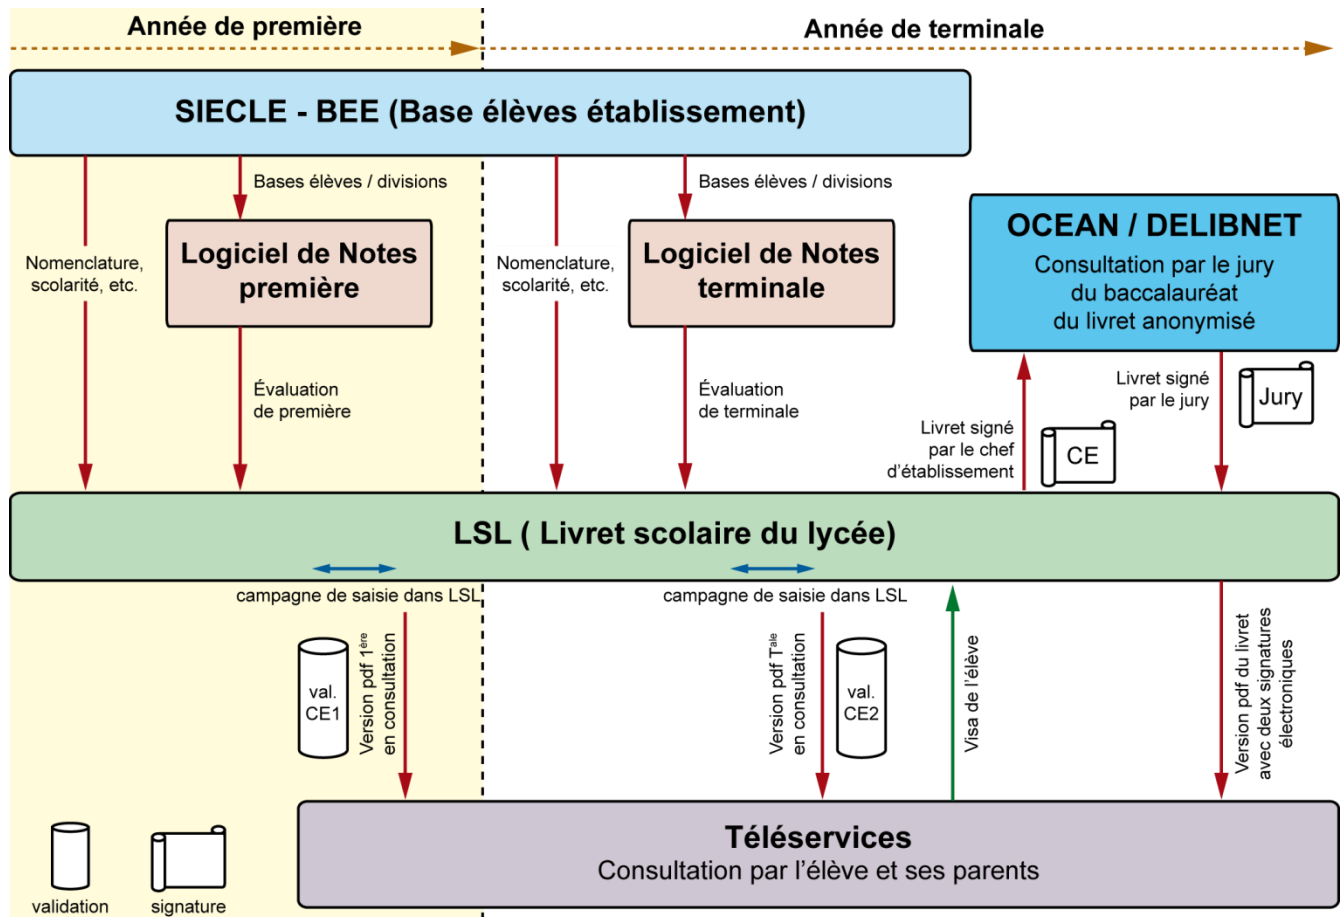 Année de première
Année de terminale
SIECLE - BEE (Base élèves établissement)
Bases élèves / divisions
Bases élèves / divisions
Nomenclature,
scolarité, etc.
Logiciel de Notes
première
Nomenclature,
scolarité, etc.
Logiciel de Notes
terminale
OCEAN / DELIBNET
Consultation par le jury
du baccalauréat
du livret anonymisé
Évaluation
de première
Évaluation
de terminale
Livret signé
par le chef
d'établissement
CE
Livret signé
par le jury
Jury
LSL ( Livret scolaire du lycée)
campagne de saisie dans LSL
campagne de saisie dans LSL
val.
CE1
Version pdf 1ère
en consultation
Version pdf Tale
en consultation
val.
CE2
Visa de l'élève
Version pdf du livret
avec deux signatures
électroniques
Téléservices
Consultation par l'élève et ses parents
validation
signature